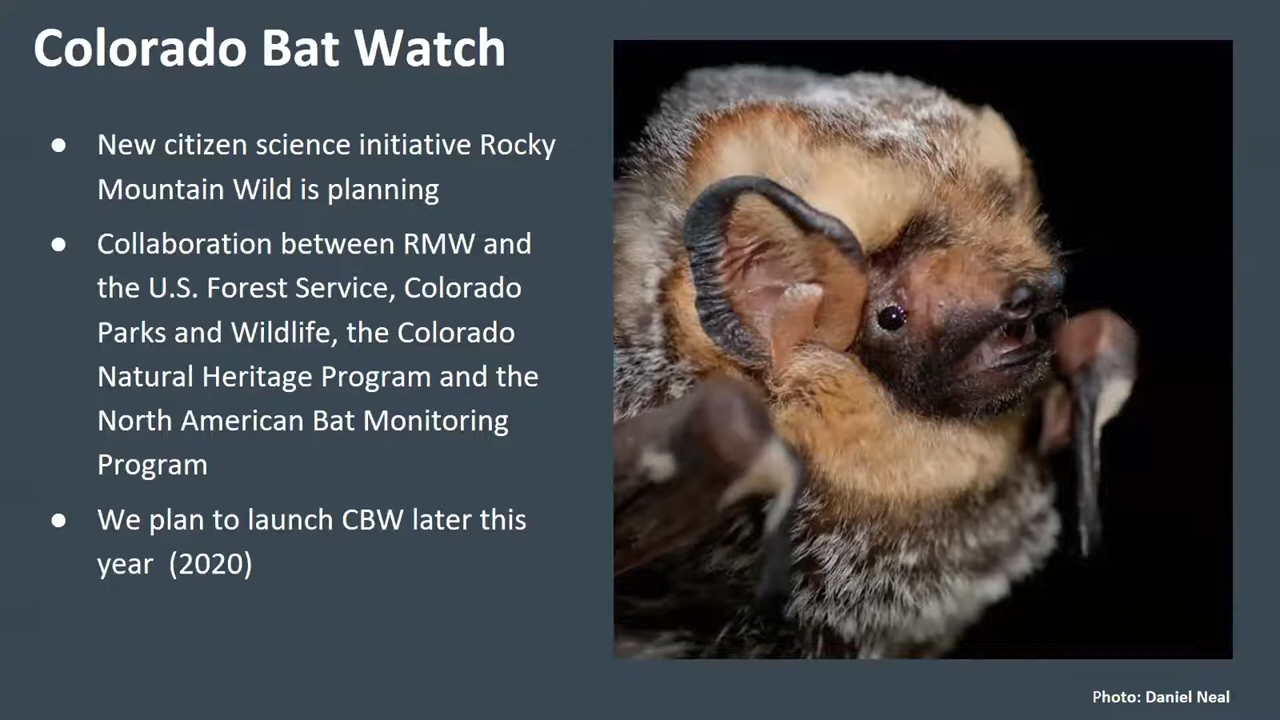 Colorado Bat Watch
● New citizen science initiative Rocky
Mountain Wild is planning
● Collaboration between RMW and
the U.S. Forest Service, Colorado
Parks and Wildlife, the Colorado
Natural Heritage Program and the
North American Bat Monitoring
Program
● We plan to launch CBW later this
year  (2020)
Photo: Daniel Neal